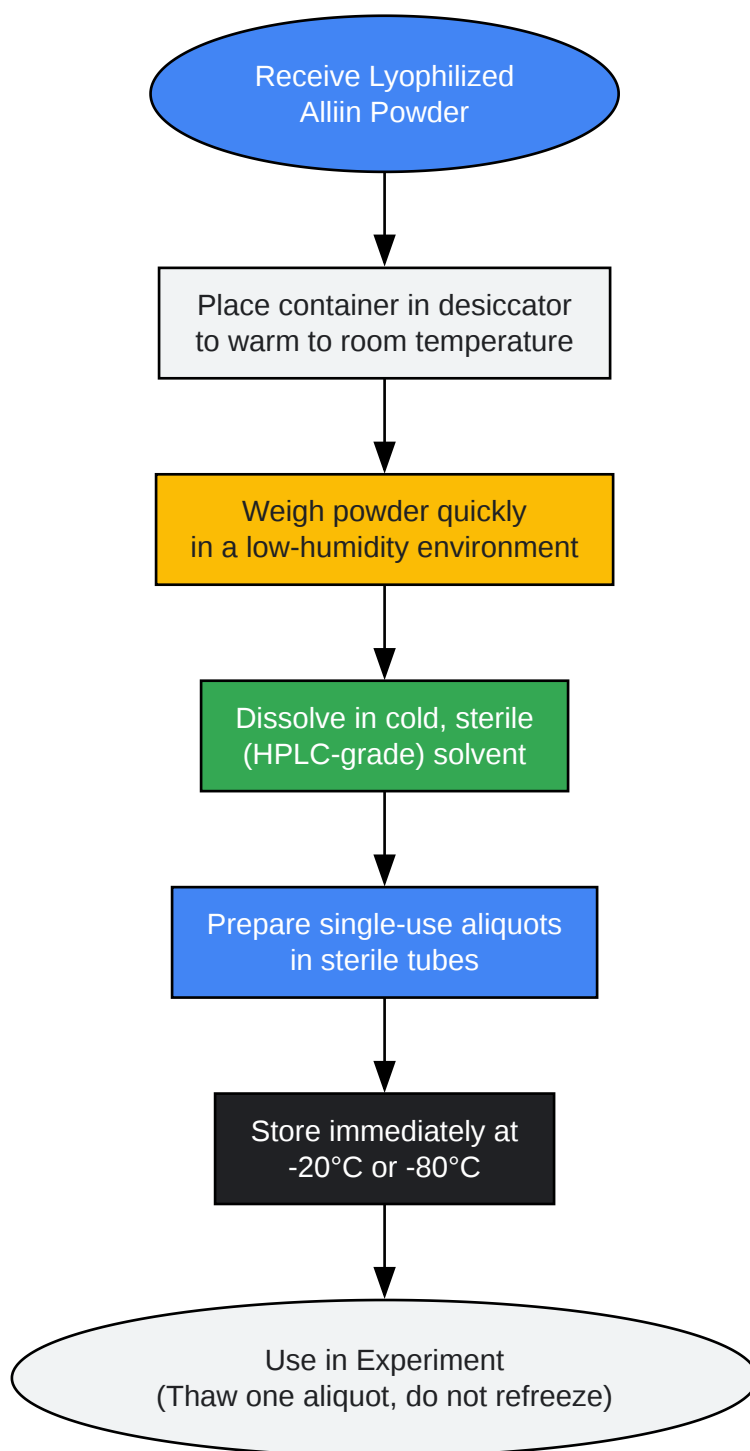 Receive Lyophilized
Alliin Powder
Place container in desiccator
to warm to room temperature
Weigh powder quickly
in a low-humidity environment
Dissolve in cold, sterile
(HPLC-grade) solvent
Prepare single-use aliquots
in sterile tubes
Store immediately at
-20°C or -80°C
Use in Experiment
(Thaw one aliquot, do not refreeze)